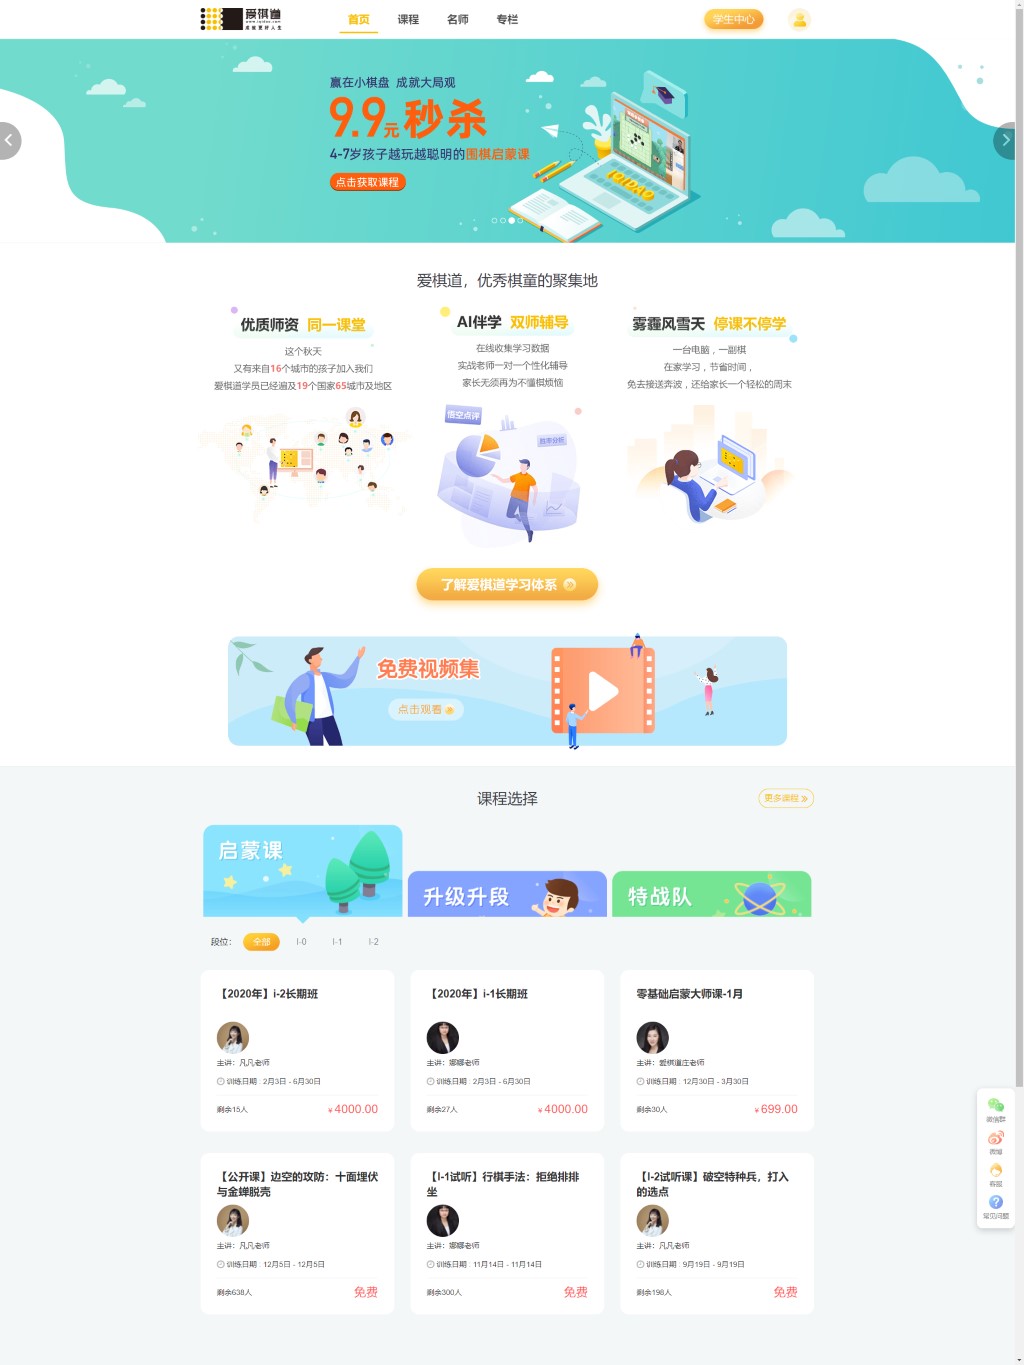 爱棋道
www.iqidao.com
成就更好人生
首页
课程
名师
专栏
学生中心
赢在小棋盘 成就大局观
9.9元秒杀
4-7岁孩子越玩越聪明的围棋启蒙课
点击获取课程
IQIDAO
爱棋道，优秀棋童的聚集地
优质师资 同一课堂
这个秋天
又有来自16个城市的孩子加入我们
爱棋道学员已经遍及19个国家65城市及地区
AI伴学 双师辅导
在线收集学习数据
实战老师一对一个性化辅导
家长无须再为不懂棋烦恼
悟空点评
胜率分析
雾霾风雪天 停课不停学
一台电脑，一副棋
在家学习，节省时间，
免去接送奔波，还给家长一个轻松的周末
了解爱棋道学习体系
免费视频集
点击观看
课程选择
更多课程
启蒙课
升级升段
特战队
段位：
全部
I-0
I-1
I-2
【2020年】i-2长期班
主讲：凡凡老师
训练日期 : 2月3日 - 6月30日
剩余15人
¥ 4000.00
【2020年】i-1长期班
主讲：娜娜老师
训练日期 : 2月3日 - 6月30日
剩余27人
¥ 4000.00
零基础启蒙大师课-1月
主讲：爱棋道庄老师
训练日期 : 12月30日 - 3月30日
剩余30人
¥ 699.00
【公开课】边空的攻防：十面埋伏
与金蝉脱壳
主讲：凡凡老师
训练日期 : 12月5日 - 12月5日
剩余638人
免费
【I-1试听】行棋手法：拒绝排排
坐
主讲：娜娜老师
训练日期 : 11月14日 - 11月14日
剩余300人
免费
【I-2试听课】破空特种兵，打入
的选点
主讲：凡凡老师
训练日期 : 9月19日 - 9月19日
剩余198人
免费
微信群
微博
客服
常见问题